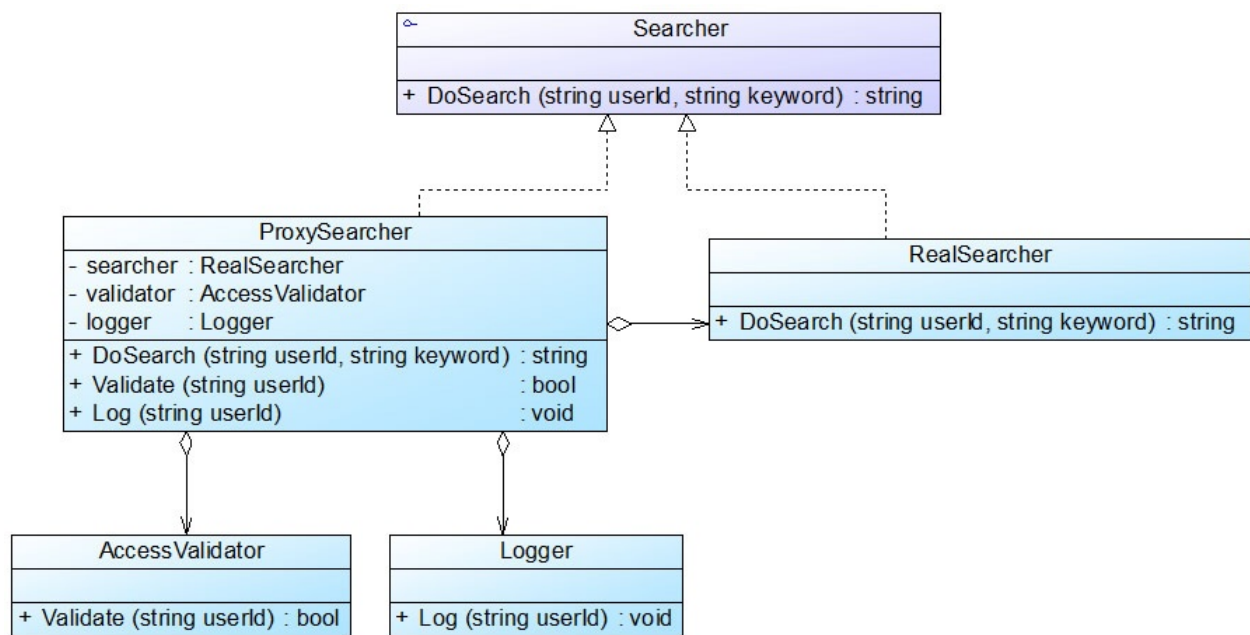 Searcher
+ DoSearch (string userId, string keyword) : string
ProxySearcher
- searcher : RealSearcher
- validator : AccessValidator
- logger : Logger
+ DoSearch (string userId, string keyword) : string
+ Validate (string userId) : bool
+ Log (string userId) : void
RealSearcher
+ DoSearch (string userId, string keyword) : string
AccessValidator
+ Validate (string userId) : bool
Logger
+ Log (string userId) : void